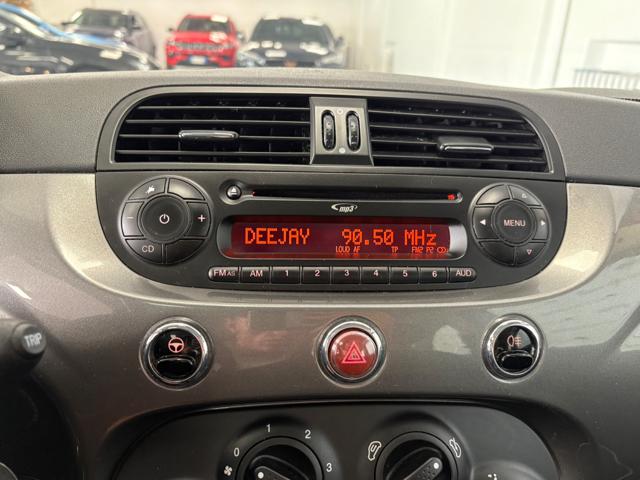 mp3
DEEJAY 90.50 MHz
LOUD AF TP FM2 P2
- + MENU
CD
FM AS AM 1 2 3 4 5 6 AUD
TRIP
0 1 2 3